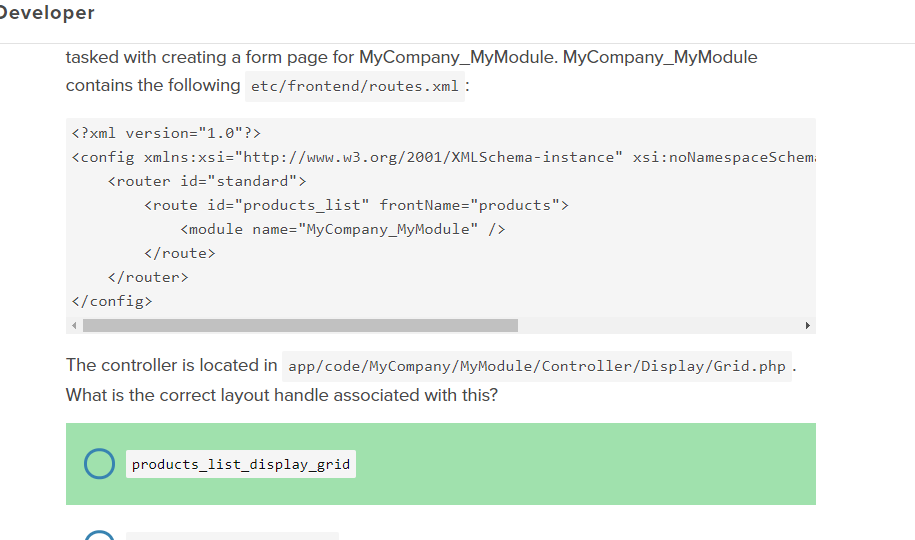 Developer
tasked with creating a form page for MyCompany_MyModule. MyCompany_MyModule
contains the following etc/frontend/routes.xml :
<?xml version="1.0"?>
<config xmlns:xsi="http://www.w3.org/2001/XMLSchema-instance" xsi:noNamespaceSchem
<router id="standard">
<route id="products_list" frontName="products">
<module name="MyCompany_MyModule" />
</route>
</router>
</config>
The controller is located in app/code/MyCompany/MyModule/Controller/Display/Grid.php .
What is the correct layout handle associated with this?
products_list_display_grid